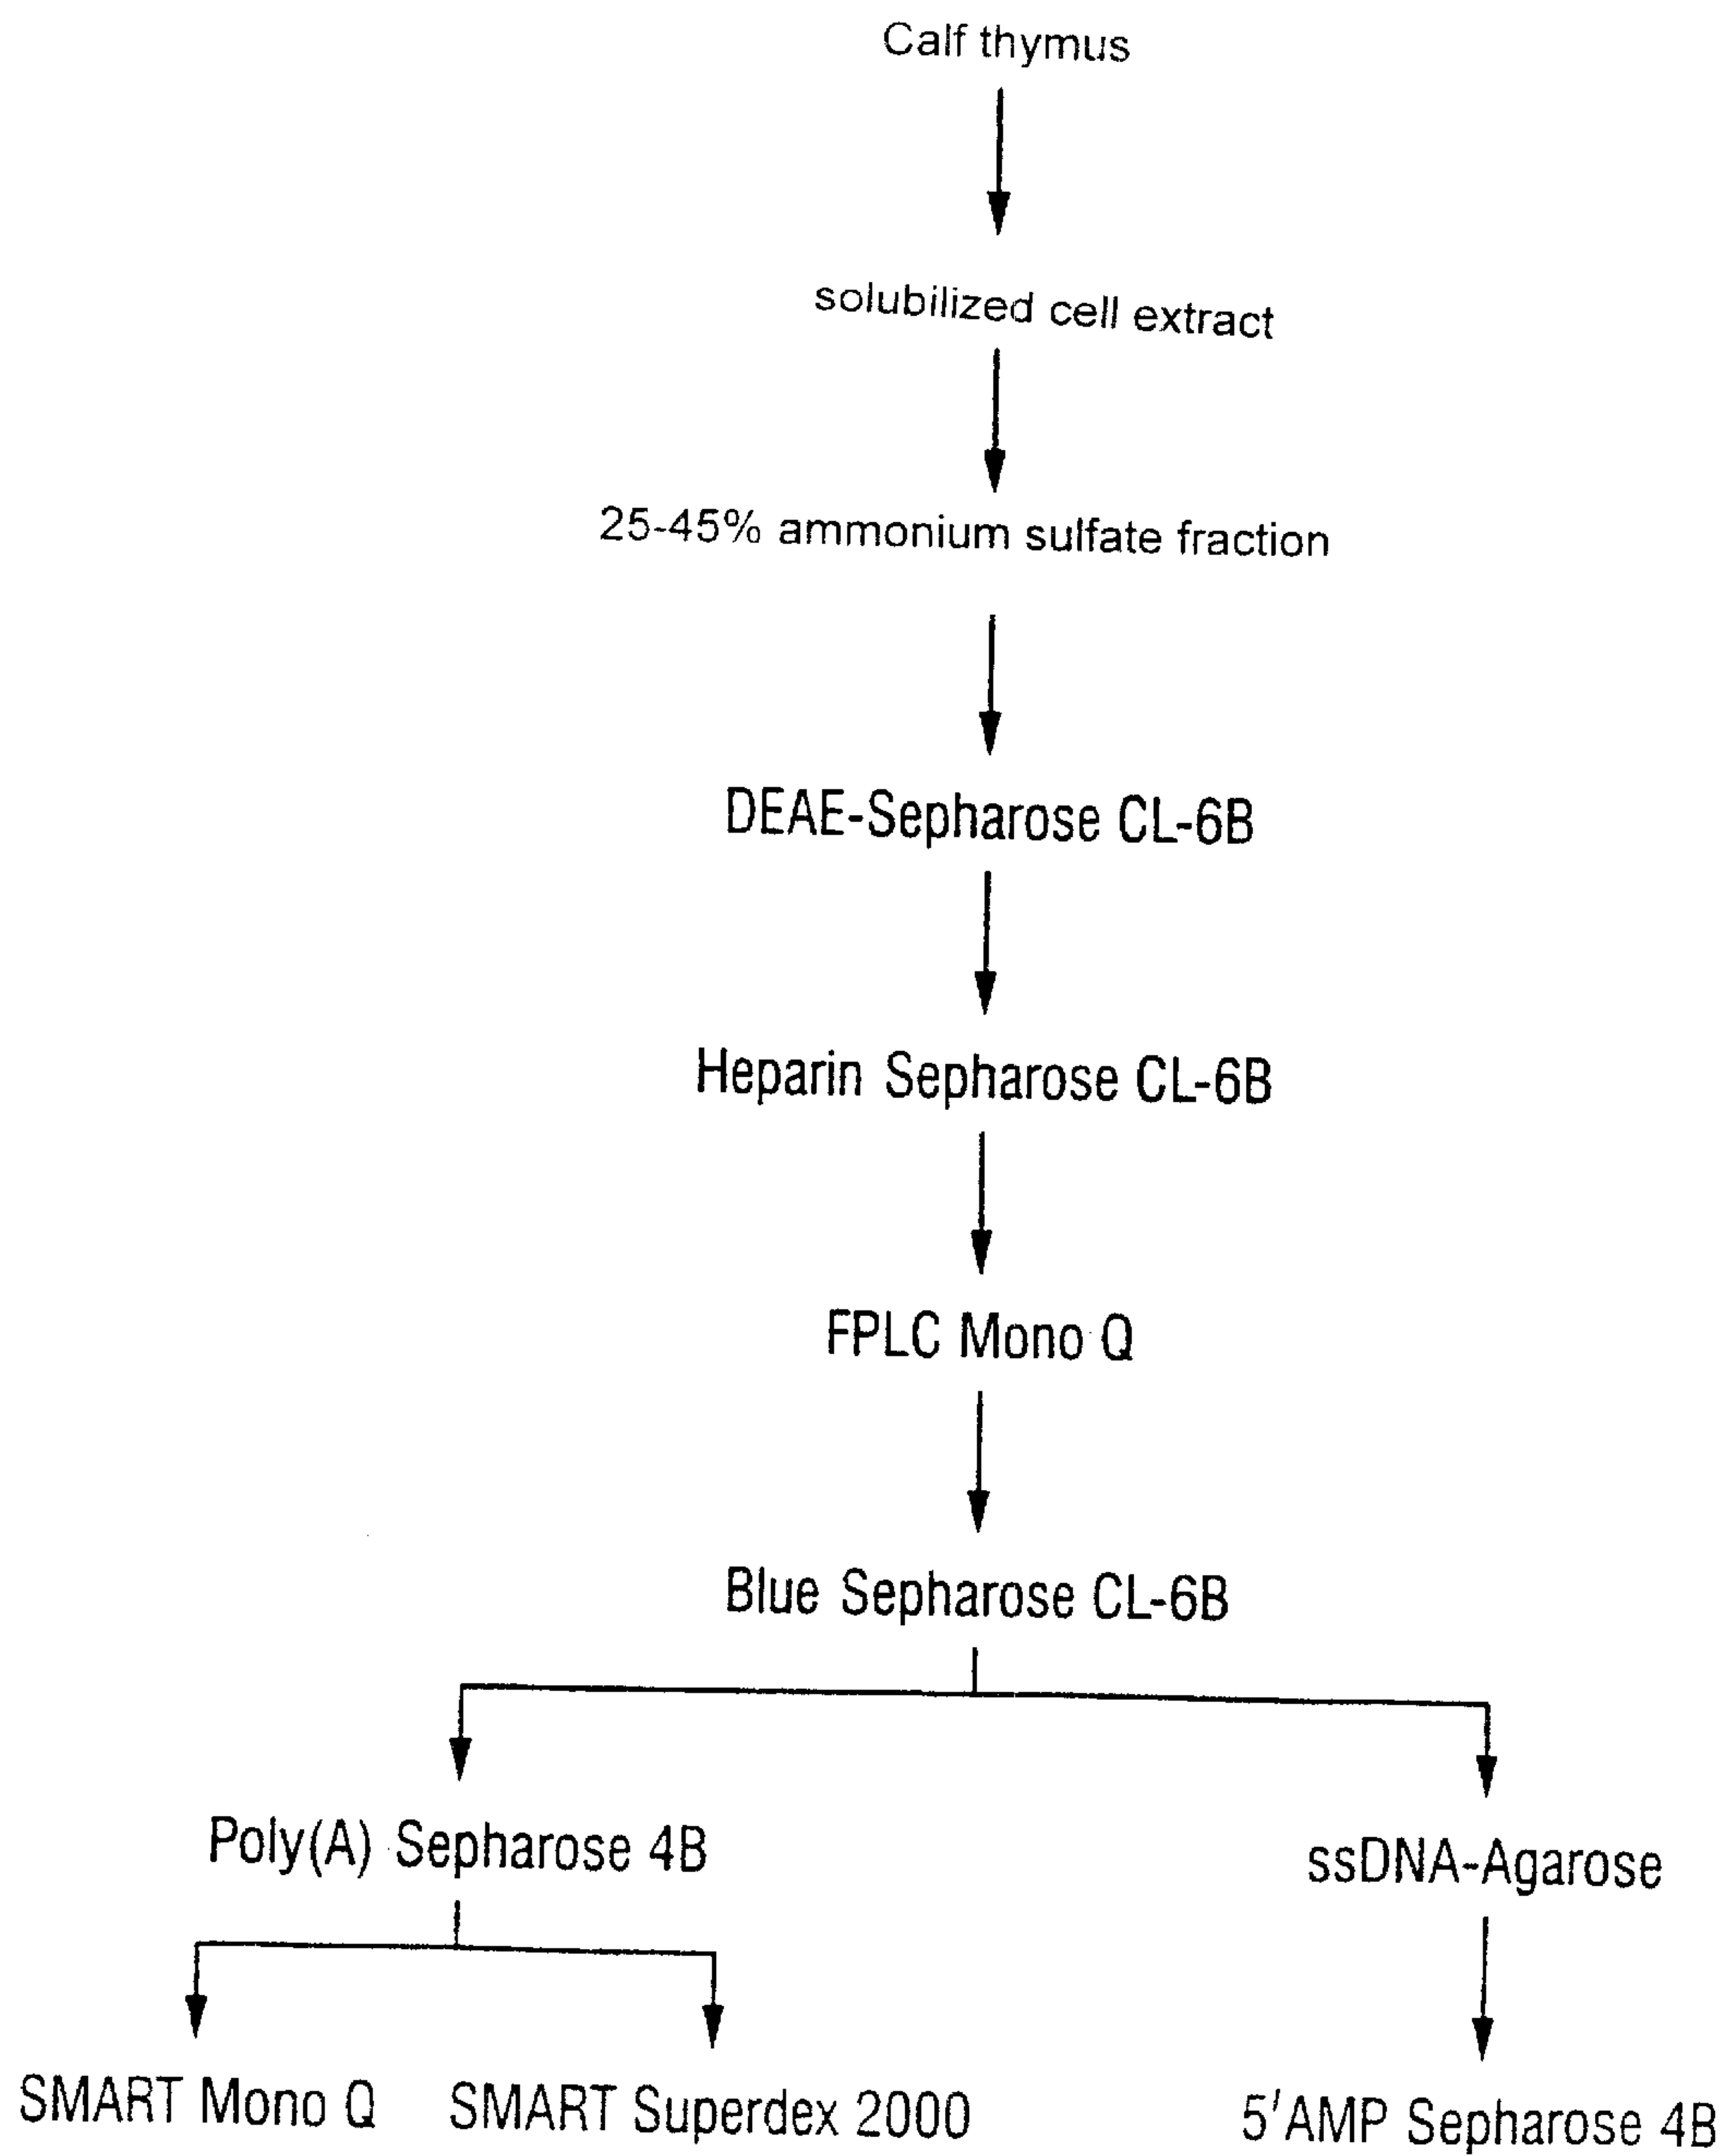 Calf thymus
solubilized cell extract
25-45% ammonium sulfate fraction
DEAE-Sepharose CL-6B
Heparin Sepharose CL-6B
FPLC Mono Q
Blue Sepharose CL-6B
Poly(A) Sepharose 4B
ssDNA-Agarose
SMART Mono Q
SMART Superdex 2000
5'AMP Sepharose 4B